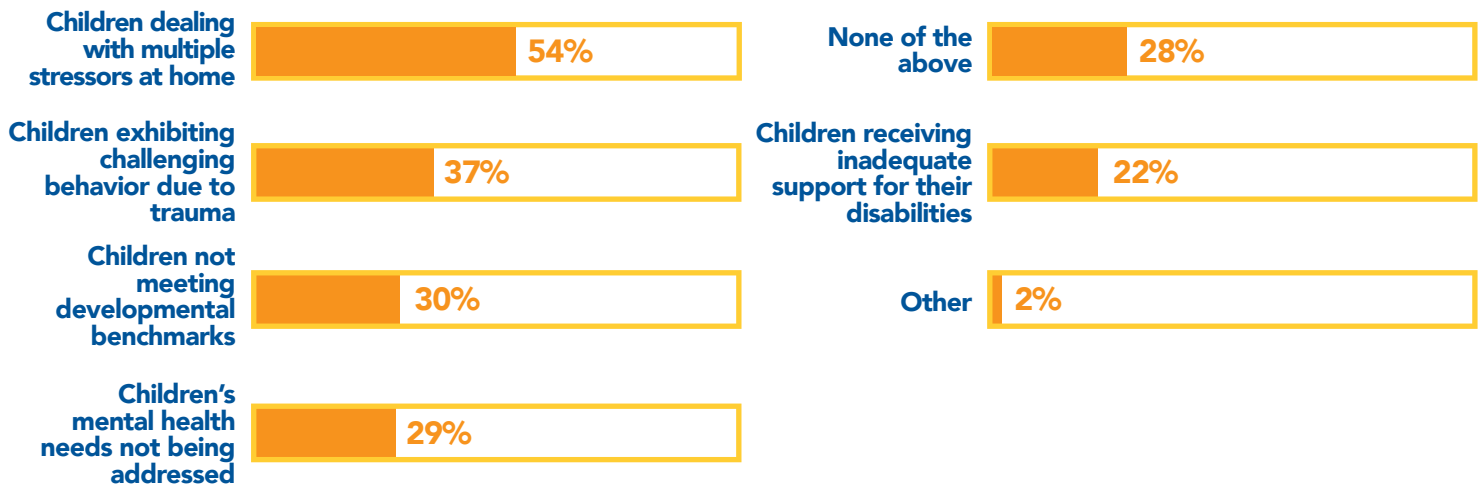 Children dealing
with multiple
stressors at home
54%
Children exhibiting
challenging
behavior due to
trauma
37%
Children not
meeting
developmental
benchmarks
30%
Children’s
mental health
needs not being
addressed
29%
None of the
above
28%
Children receiving
inadequate
support for their
disabilities
22%
Other
2%